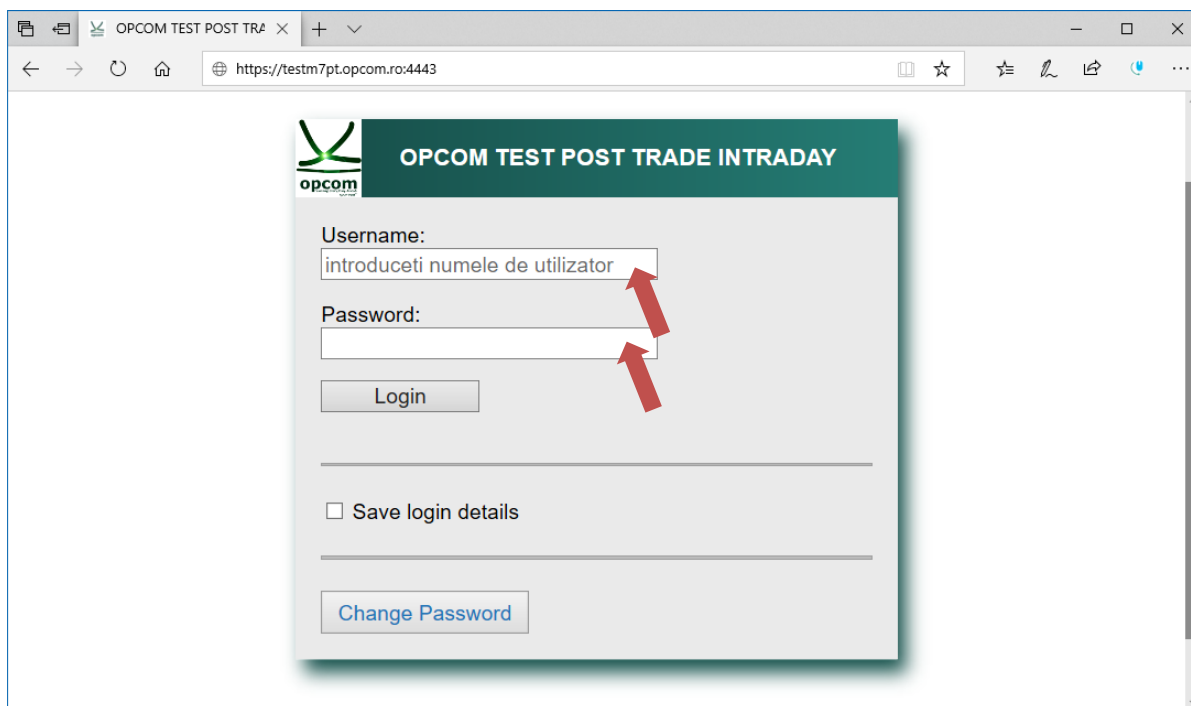 OPCOM TEST POST TRA
https://testm7pt.opcom.ro:4443
opcom
OPCOM TEST POST TRADE INTRADAY
Username:
introduceti numele de utilizator
Password:
Login
Save login details
Change Password